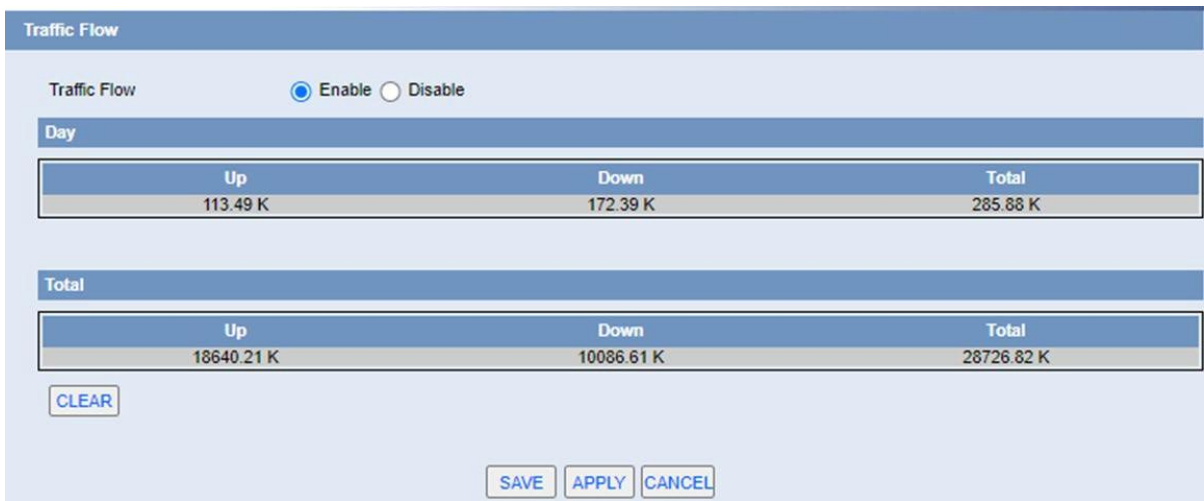 Traffic Flow
Traffic Flow Enable Disable
Day
Up Down Total
113.49 K 172.39 K 285.88 K
Total
Up Down Total
18640.21 K 10086.61 K 28726.82 K
CLEAR
SAVE APPLY CANCEL